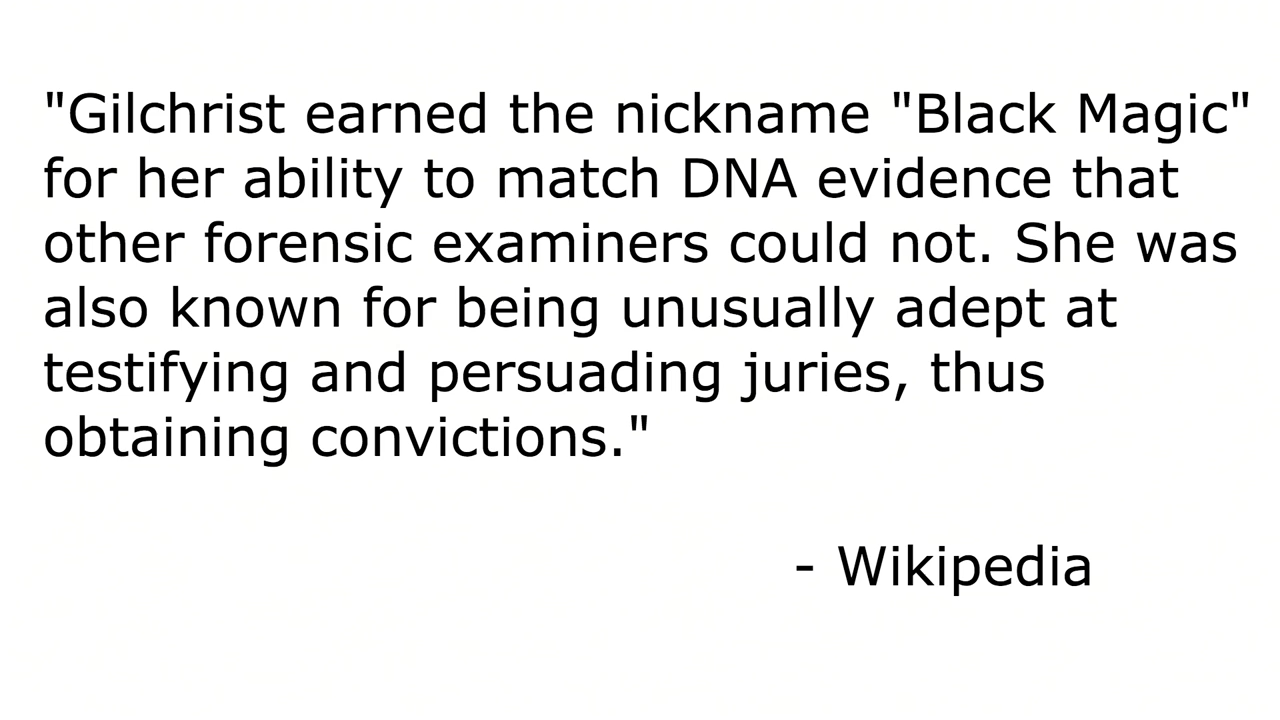 "Gilchrist earned the nickname "Black Magic"
for her ability to match DNA evidence that
other forensic examiners could not. She was
also known for being unusually adept at
testifying and persuading juries, thus
obtaining convictions."
- Wikipedia